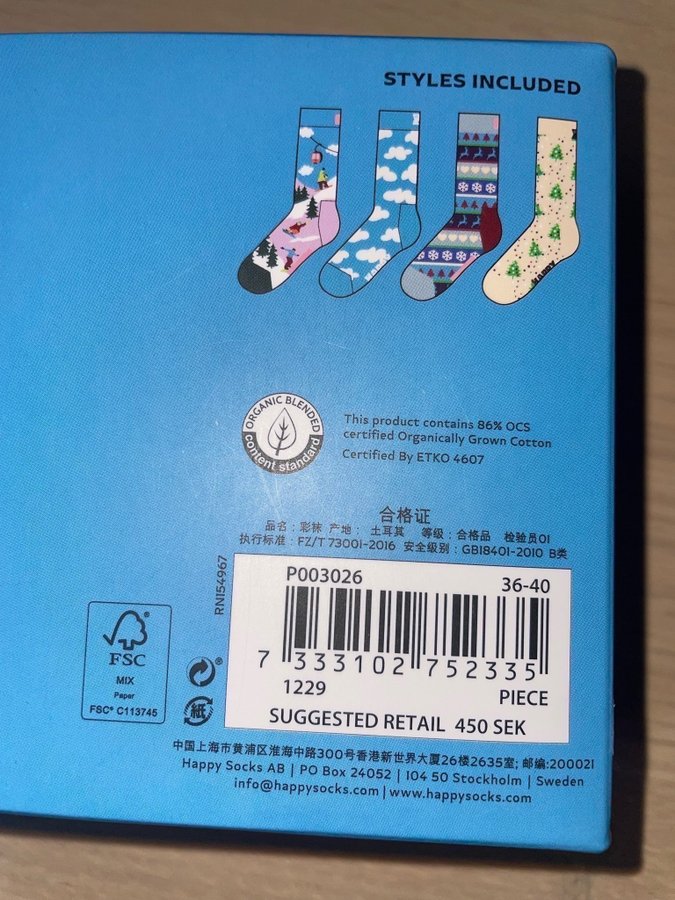 STYLES INCLUDED
HAPPY
HAPPY
ORGANIC BLENDED
content standard
This product contains 86% OCS
certified Organically Grown Cotton
Certified By ETKO 4607
合格证
品名：彩袜 产地： 土耳其 等级：合格品 检验员01
执行标准：FZ/T 73001-2016 安全级别：GB18401-2010 B类
RNI54967
P003026 36-40
7 333102 752335
1229 PIECE
SUGGESTED RETAIL 450 SEK
FSC
MIX
Paper
FSC® C113745
®
紙
中国上海市黄浦区淮海中路300号香港新世界大厦26楼2635室; 邮编:200021
Happy Socks AB | PO Box 24052 | 104 50 Stockholm | Sweden
info@happysocks.com | www.happysocks.com